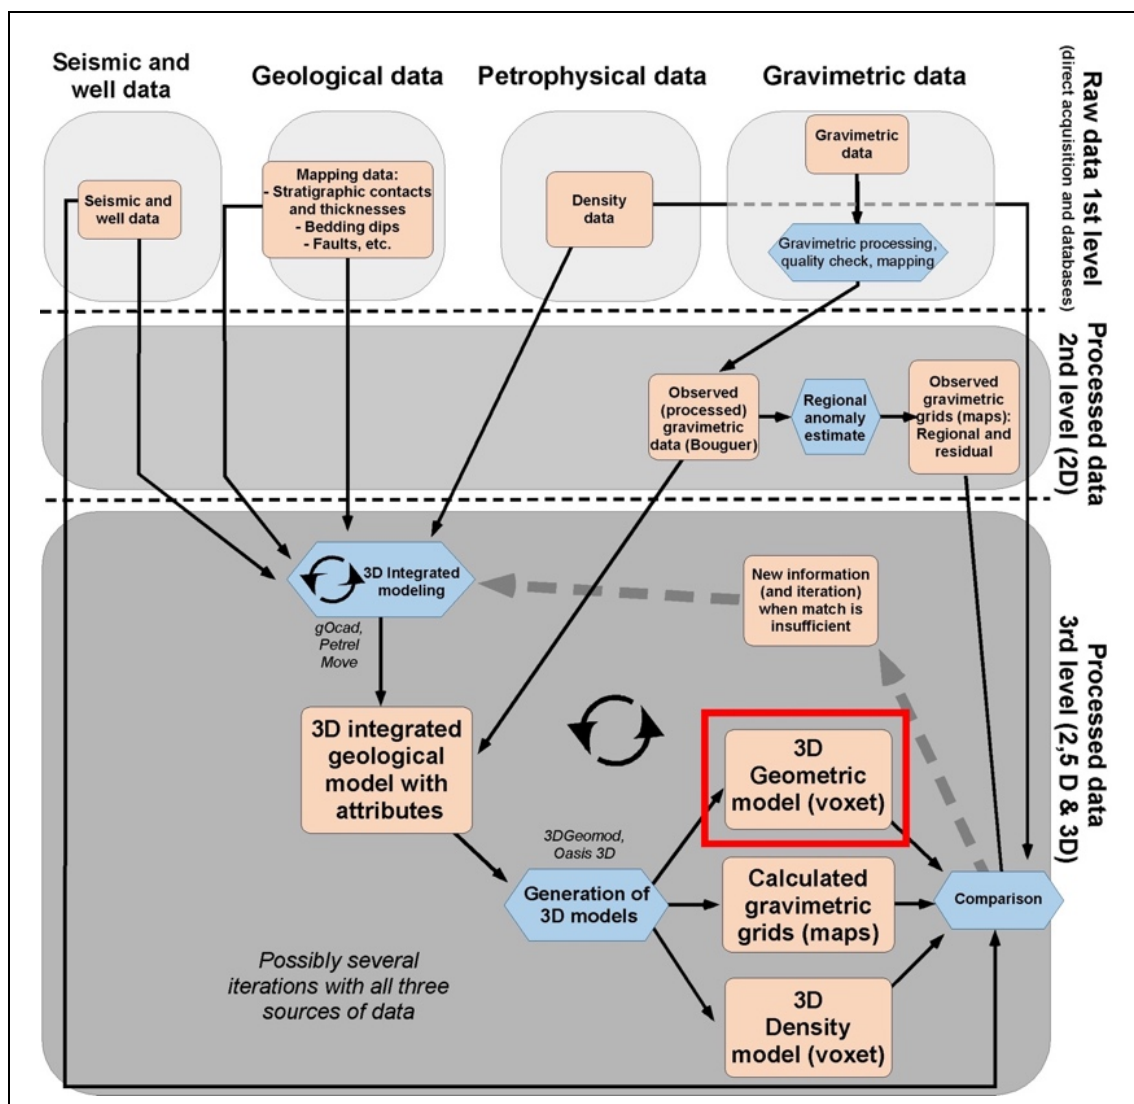 Seismic and
well data
Geological data
Petrophysical data
Gravimetric data
Raw data 1st level
(direct acquisition and databases)
Seismic and
well data
Mapping data:
- Stratigraphic contacts
and thicknesses
- Bedding dips
- Faults, etc.
Density
data
Gravimetric
data
Gravimetric processing,
quality check, mapping
Processed data
2nd level (2D)
Observed
(processed)
gravimetric
data (Bouguer)
Regional
anomaly
estimate
Observed
gravimetric
grids (maps):
Regional and
residual
Processed data
3rd level (2,5 D & 3D)
3D Integrated
modeling
gOcad,
Petrel
Move
New information
(and iteration)
when match is
insufficient
3D integrated
geological
model with
attributes
3DGeomod,
Oasis 3D
Generation of
3D models
3D
Geometric
model (voxet)
Calculated
gravimetric
grids (maps)
3D
Density
model (voxet)
Comparison
Possibly several
iterations with all three
sources of data